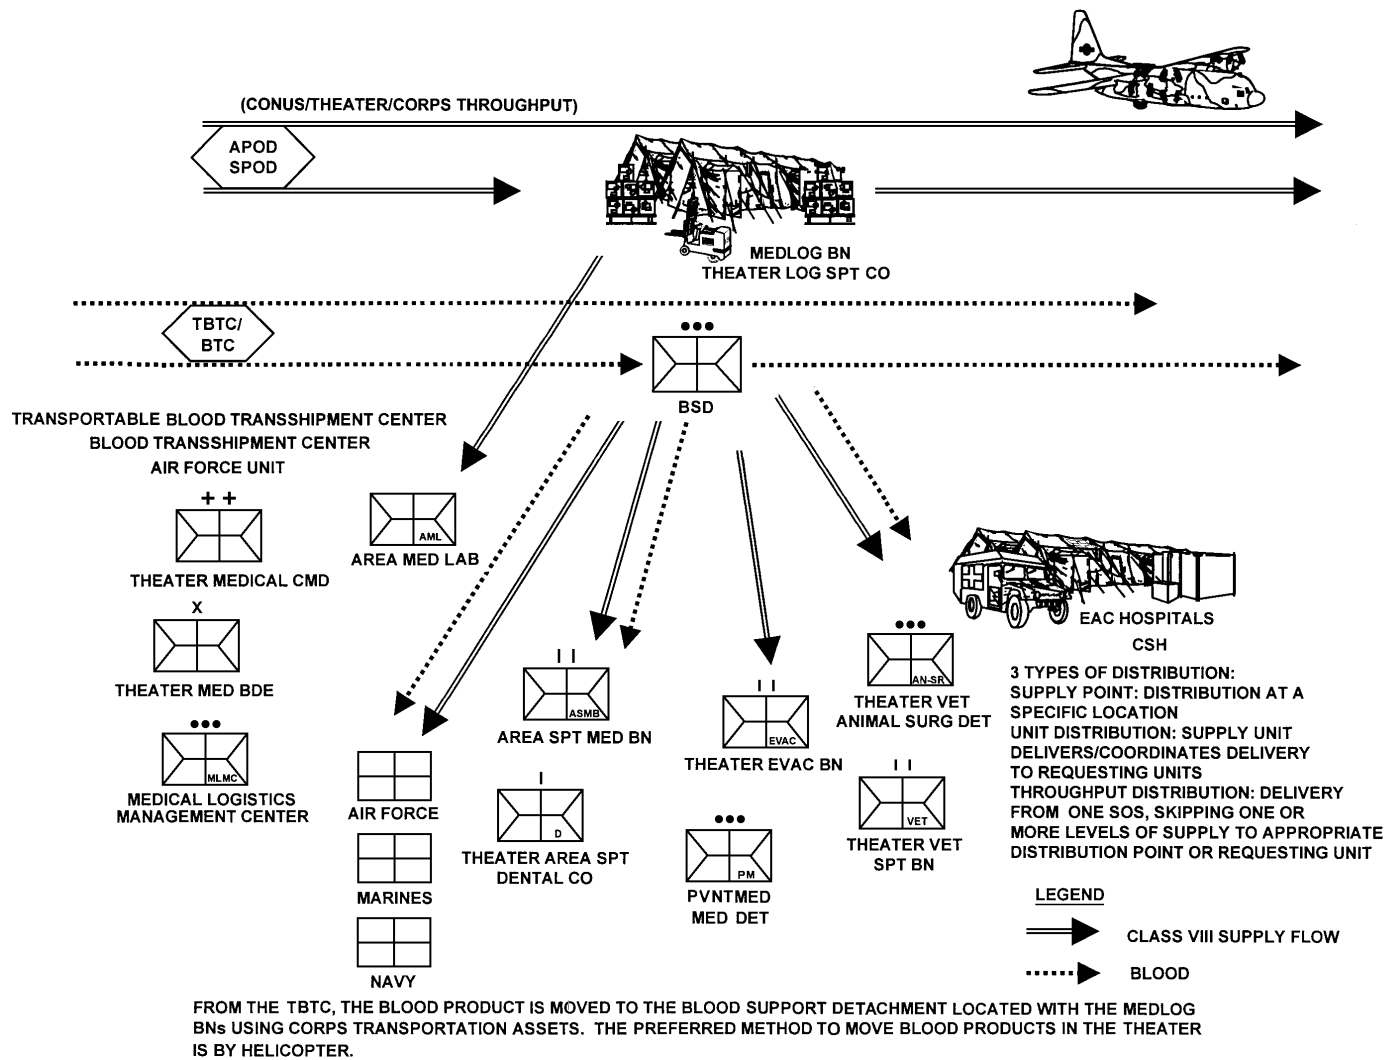 (CONUS/THEATER/CORPS THROUGHPUT)
APOD
SPOD
MEDLOG BN
THEATER LOG SPT CO
TBTC/
BTC
BSD
TRANSPORTABLE BLOOD TRANSSHIPMENT CENTER
BLOOD TRANSSHIPMENT CENTER
AIR FORCE UNIT
++
THEATER MEDICAL CMD
X
THEATER MED BDE
MLMC
MEDICAL LOGISTICS
MANAGEMENT CENTER
AML
AREA MED LAB
AIR FORCE
MARINES
NAVY
I I
ASMB
AREA SPT MED BN
I
D
THEATER AREA SPT
DENTAL CO
I I
EVAC
THEATER EVAC BN
PM
PVNTMED
MED DET
AN-SR
THEATER VET
ANIMAL SURG DET
I I
VET
THEATER VET
SPT BN
EAC HOSPITALS
CSH
3 TYPES OF DISTRIBUTION:
SUPPLY POINT: DISTRIBUTION AT A
SPECIFIC LOCATION
UNIT DISTRIBUTION: SUPPLY UNIT
DELIVERS/COORDINATES DELIVERY
TO REQUESTING UNITS
THROUGHPUT DISTRIBUTION: DELIVERY
FROM ONE SOS, SKIPPING ONE OR
MORE LEVELS OF SUPPLY TO APPROPRIATE
DISTRIBUTION POINT OR REQUESTING UNIT
LEGEND
CLASS VIII SUPPLY FLOW
BLOOD
FROM THE TBTC, THE BLOOD PRODUCT IS MOVED TO THE BLOOD SUPPORT DETACHMENT LOCATED WITH THE MEDLOG
BNs USING CORPS TRANSPORTATION ASSETS. THE PREFERRED METHOD TO MOVE BLOOD PRODUCTS IN THE THEATER
IS BY HELICOPTER.